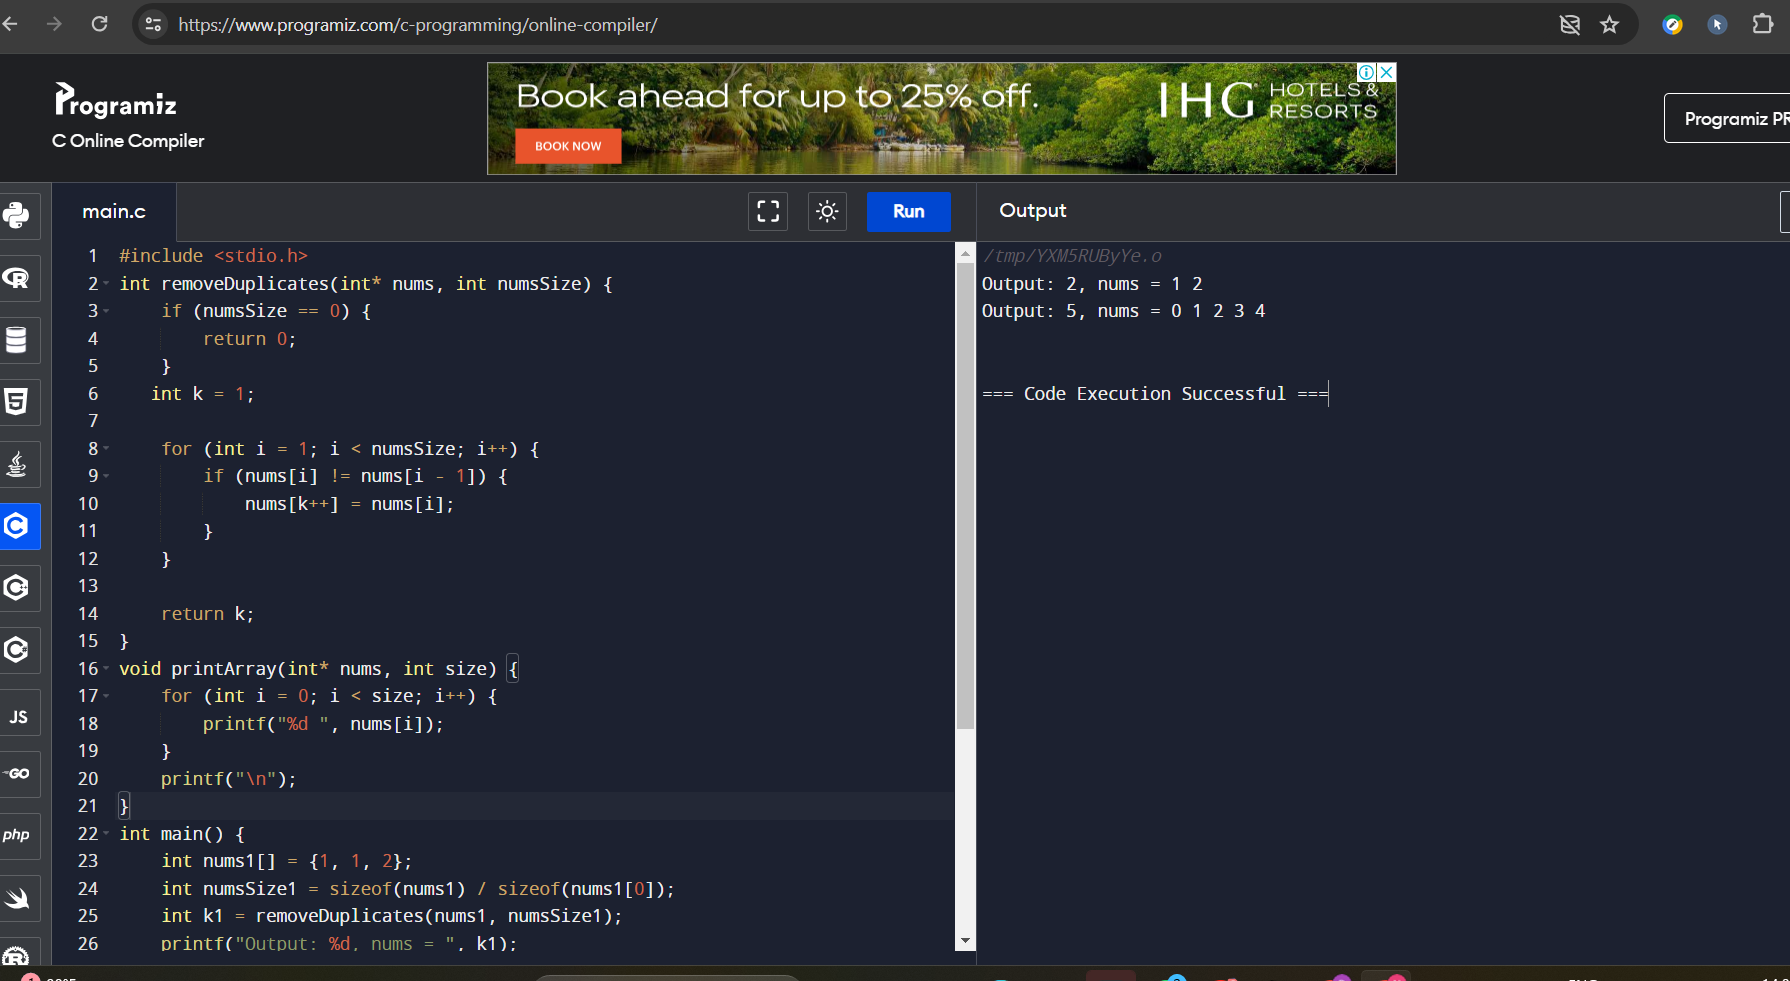 https://www.programiz.com/c-programming/online-compiler/
Programiz
C Online Compiler
Book ahead for up to 25% off.
BOOK NOW
IHG HOTELS & RESORTS
Programiz PR
main.c
Run
Output
1 #include <stdio.h>
2 int removeDuplicates(int* nums, int numsSize) {
3     if (numsSize == 0) {
4         return 0;
5     }
6    int k = 1;
7
8     for (int i = 1; i < numsSize; i++) {
9         if (nums[i] != nums[i - 1]) {
10             nums[k++] = nums[i];
11         }
12     }
13
14     return k;
15 }
16 void printArray(int* nums, int size) {
17     for (int i = 0; i < size; i++) {
18         printf("%d ", nums[i]);
19     }
20     printf("\n");
21 }
22 int main() {
23     int nums1[] = {1, 1, 2};
24     int numsSize1 = sizeof(nums1) / sizeof(nums1[0]);
25     int k1 = removeDuplicates(nums1, numsSize1);
26     printf("Output: %d, nums = ", k1);
/tmp/YXM5RUByYe.o
Output: 2, nums = 1 2
Output: 5, nums = 0 1 2 3 4
=== Code Execution Successful ===
JS
GO
php